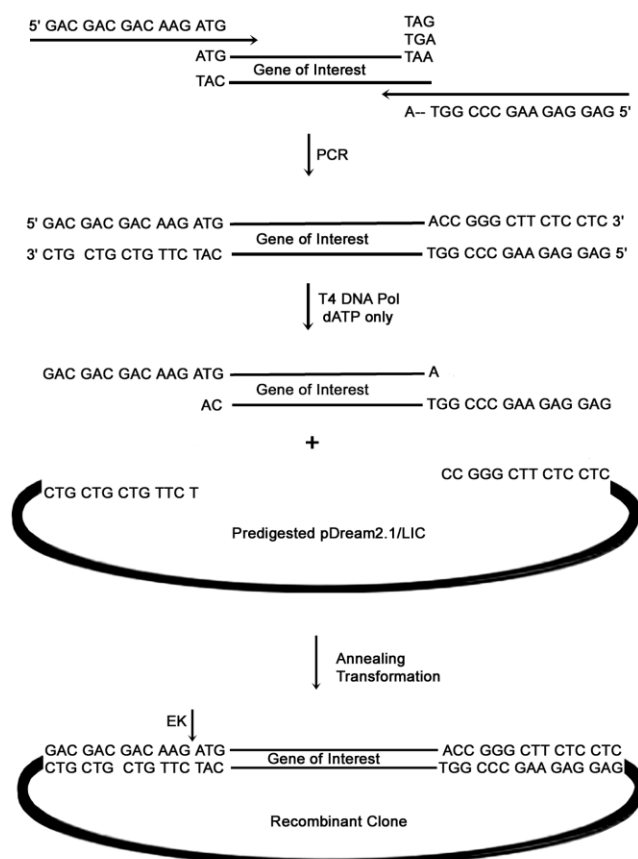 5' GAC GAC GAC AAG ATG
TAG
TGA
ATG TAA
Gene of Interest
TAC
A-- TGG CCC GAA GAG GAG 5'
PCR
5' GAC GAC GAC AAG ATG ACC GGG CTT CTC CTC 3'
Gene of Interest
3' CTG CTG CTG TTC TAC TGG CCC GAA GAG GAG 5'
T4 DNA Pol
dATP only
GAC GAC GAC AAG ATG A
Gene of Interest
AC TGG CCC GAA GAG GAG
+
CC GGG CTT CTC CTC
CTG CTG CTG TTC T
Predigested pDream2.1/LIC
Annealing
Transformation
EK
GAC GAC GAC AAG ATG ACC GGG CTT CTC CTC
Gene of Interest
CTG CTG CTG TTC TAC TGG CCC GAA GAG GAG
Recombinant Clone